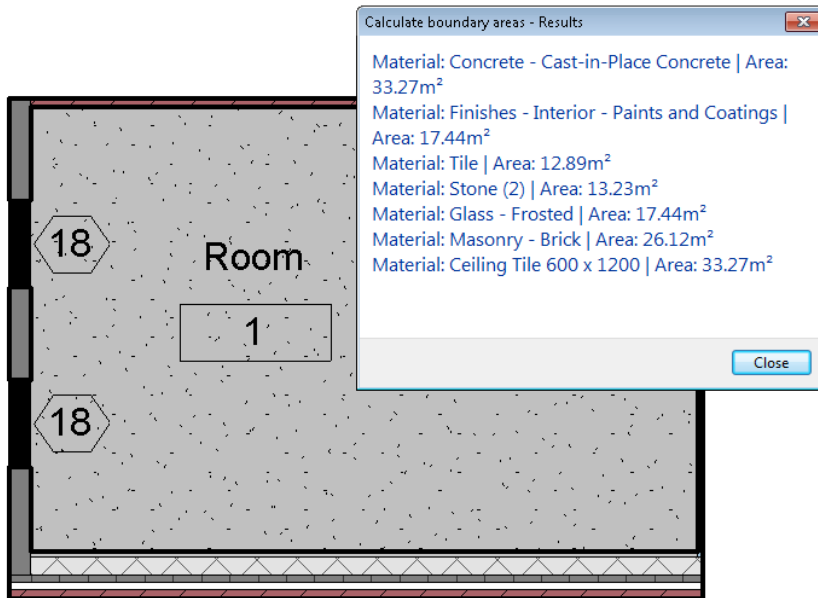 Calculate boundary areas - Results
Material: Concrete - Cast-in-Place Concrete | Area:
33.27m²
Material: Finishes - Interior - Paints and Coatings |
Area: 17.44m²
Material: Tile | Area: 12.89m²
Material: Stone (2) | Area: 13.23m²
Material: Glass - Frosted | Area: 17.44m²
Material: Masonry - Brick | Area: 26.12m²
Material: Ceiling Tile 600 x 1200 | Area: 33.27m²
Close
18
Room
1
18